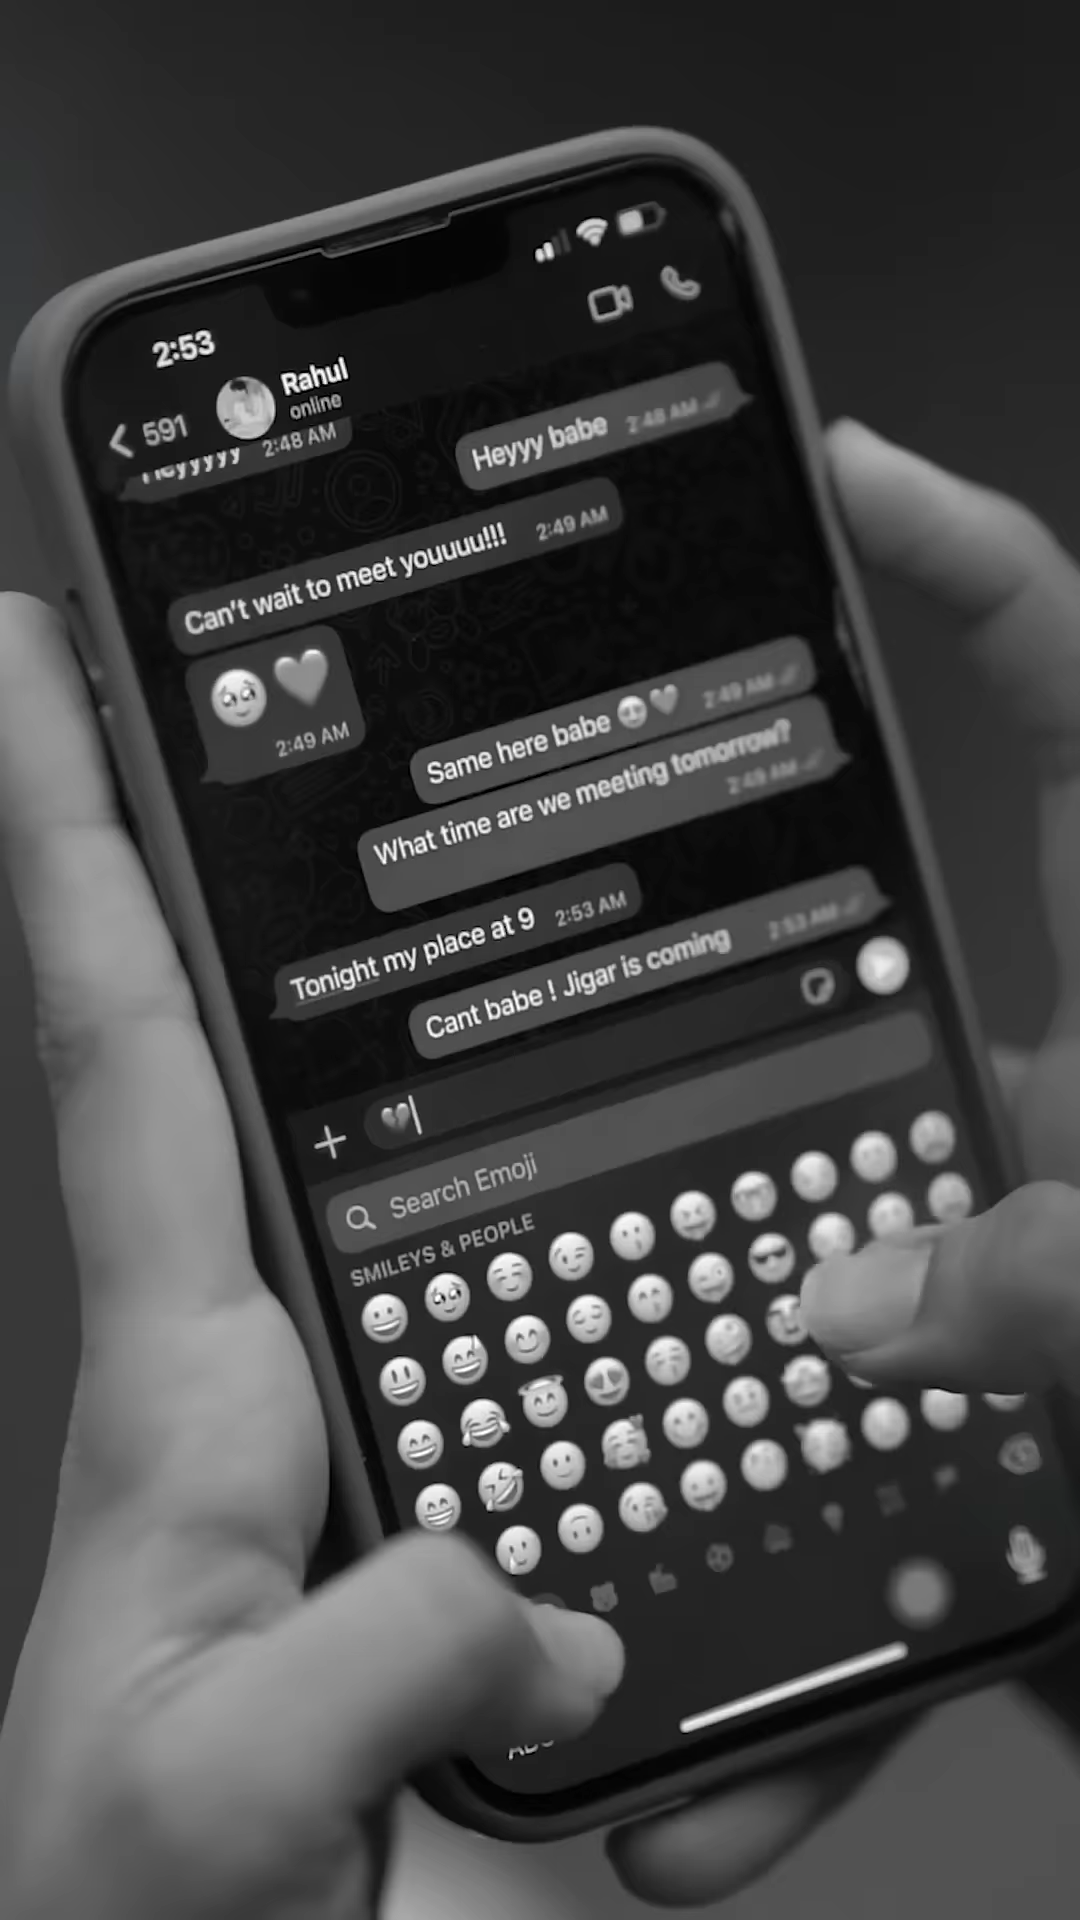 2:53
591
Rahul
online
Heyyyyy 2:48 AM
Heyyy babe 2:48 AM
Can't wait to meet youuuu!!! 2:49 AM
🥹🩶
2:49 AM
Same here babe 🥹🩶 2:49 AM
What time are we meeting tomorrow?
2:49 AM
Tonight my place at 9 2:53 AM
Cant babe ! Jigar is coming 2:53 AM
💔
Search Emoji
SMILEYS & PEOPLE